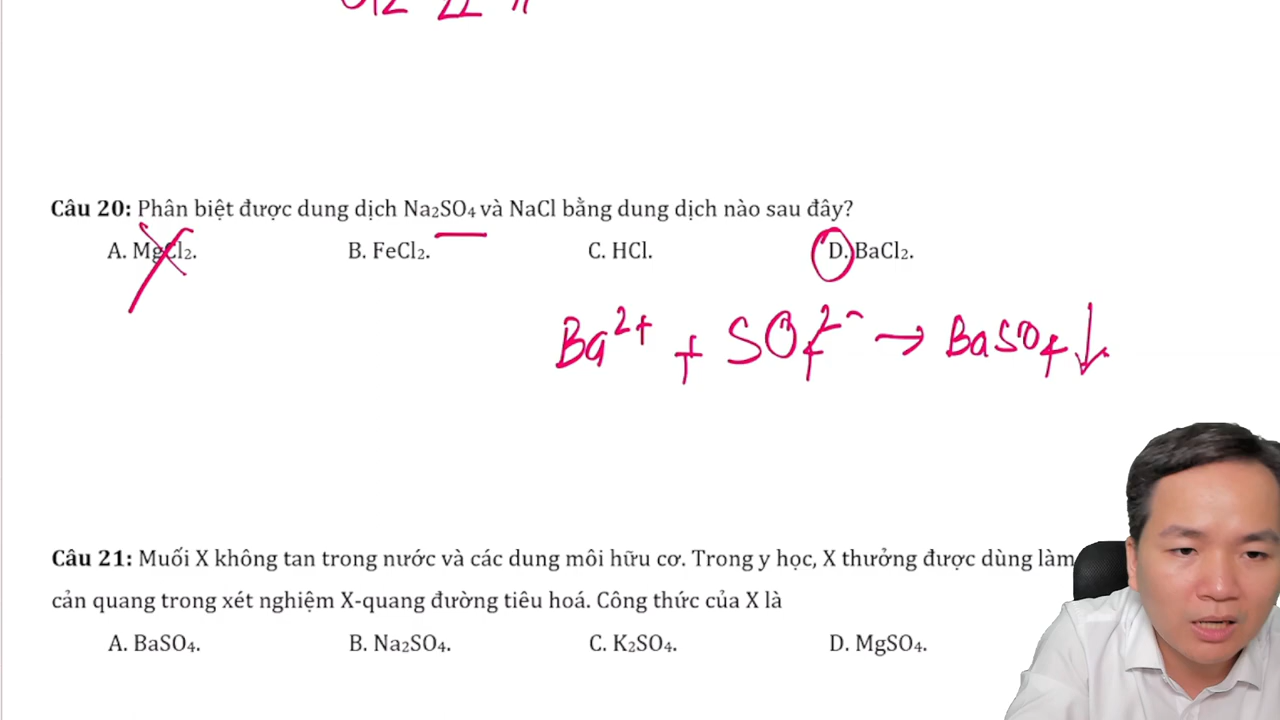 Câu 20: Phân biệt được dung dịch Na₂SO₄ và NaCl bằng dung dịch nào sau đây?
A. MgCl₂. B. FeCl₂. C. HCl. D. BaCl₂.
Ba²⁺ + SO₄²⁻ → BaSO₄ ↓
Câu 21: Muối X không tan trong nước và các dung môi hữu cơ. Trong y học, X thưởng được dùng làm
cản quang trong xét nghiệm X-quang đường tiêu hoá. Công thức của X là
A. BaSO₄. B. Na₂SO₄. C. K₂SO₄. D. MgSO₄.